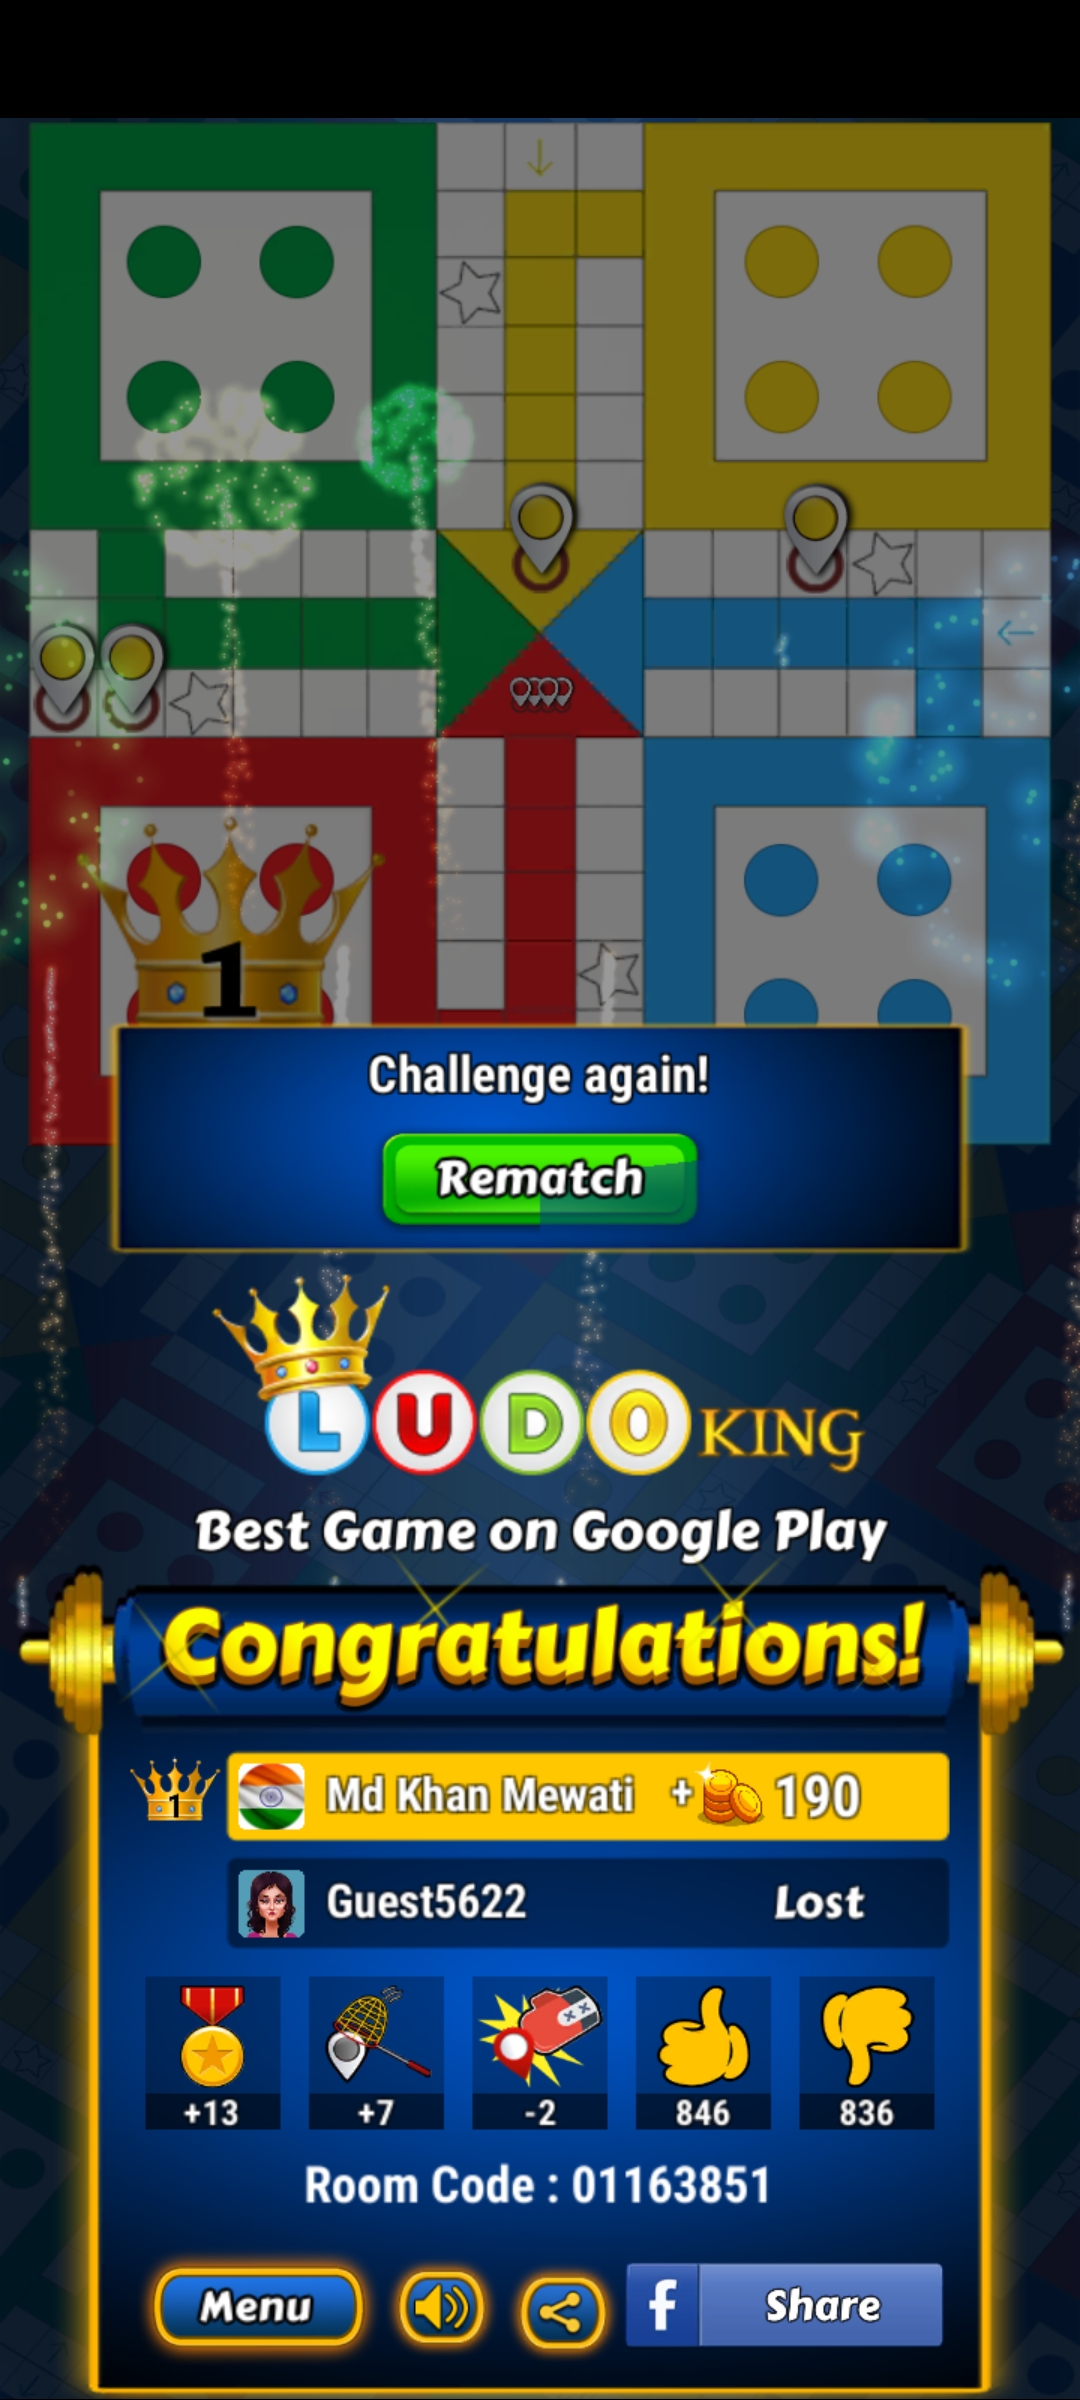 1
Challenge again!
Rematch
LUDO KING
Best Game on Google Play
Congratulations!
1 Md Khan Mewati + 190
Guest5622 Lost
+13 +7 -2 846 836
Room Code : 01163851
Menu f Share